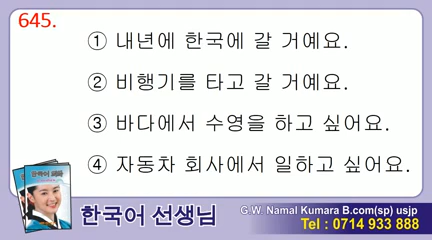 645.
① 내년에 한국에 갈 거예요.
② 비행기를 타고 갈 거예요.
③ 바다에서 수영을 하고 싶어요.
④ 자동차 회사에서 일하고 싶어요.
한국어 선생님
G.W. Namal Kumara B.com(sp) usjp
Tel : 0714 933 888